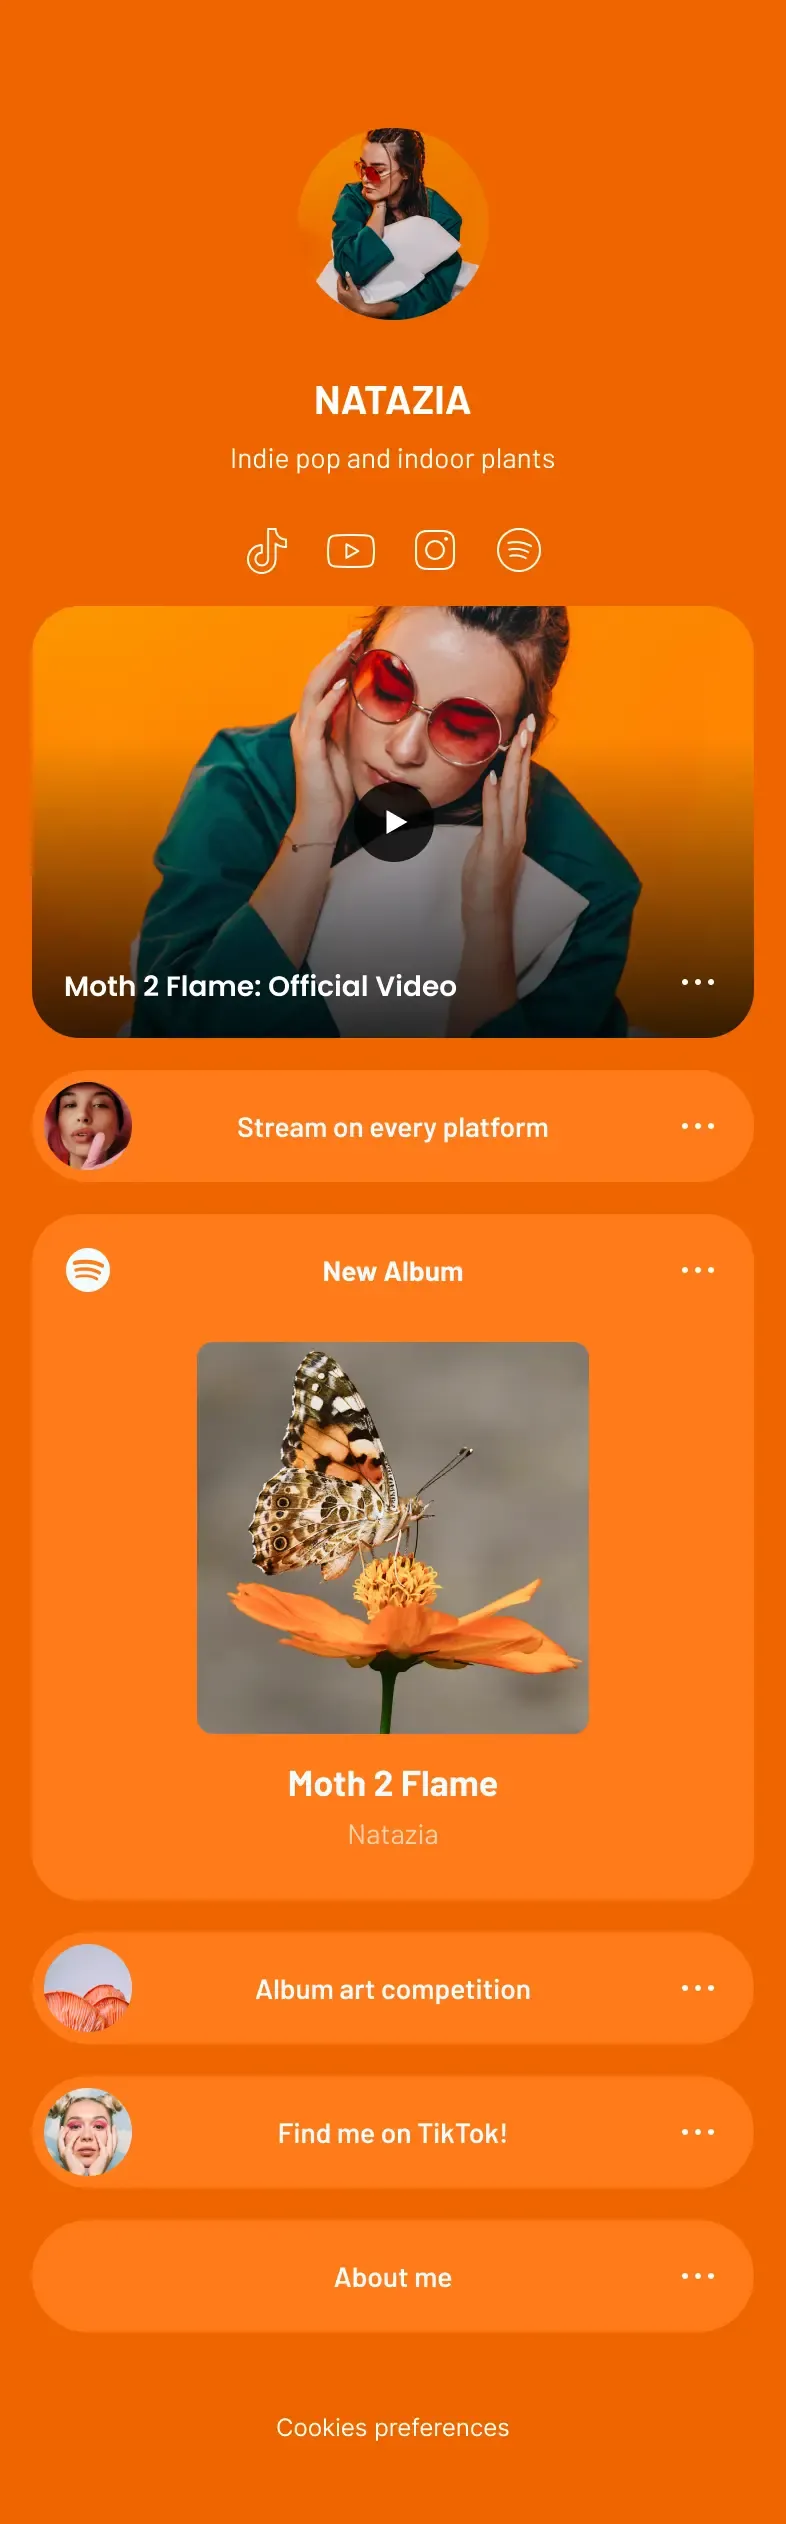 NATAZIA
Indie pop and indoor plants
Moth 2 Flame: Official Video
Stream on every platform
New Album
Moth 2 Flame
Natazia
Album art competition
Find me on TikTok!
About me
Cookies preferences